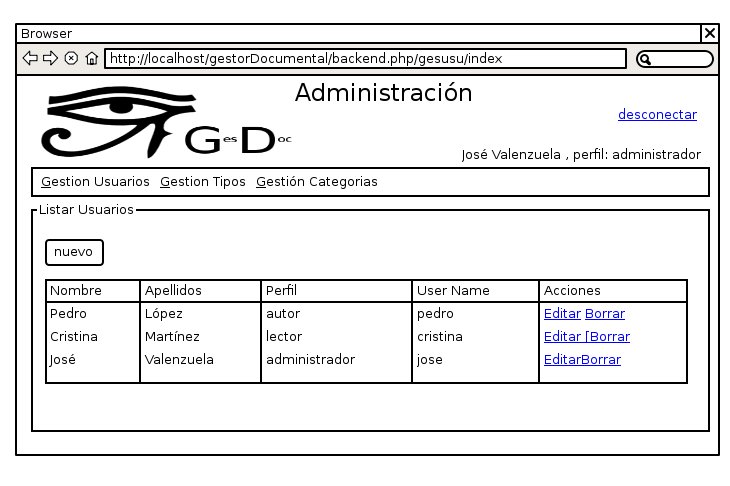 Browser
http://localhost/gestorDocumental/backend.php/gesusu/index
Administración
desconectar
GesDoc
José Valenzuela , perfil: administrador
Gestion Usuarios Gestion Tipos Gestión Categorias
Listar Usuarios
nuevo
Nombre Apellidos Perfil User Name Acciones
Pedro López autor pedro Editar Borrar
Cristina Martínez lector cristina Editar [Borrar
José Valenzuela administrador jose EditarBorrar